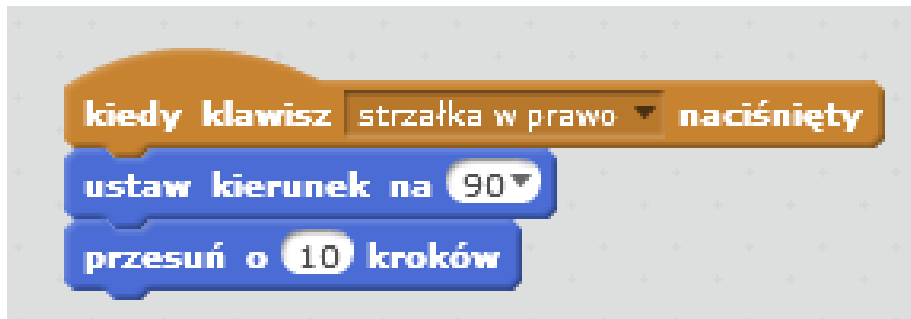 kiedy klawisz strzałka w prawo naciśnięty
ustaw kierunek na 90
przesuń o 10 kroków